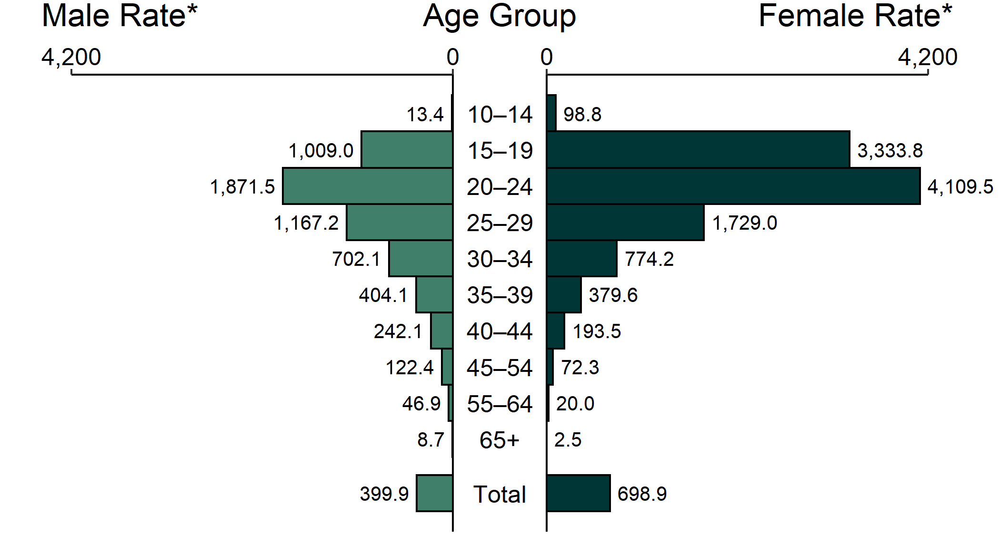 Male Rate* Age Group Female Rate*
4,200 0 0 4,200
13.4 10–14 98.8
1,009.0 15–19 3,333.8
1,871.5 20–24 4,109.5
1,167.2 25–29 1,729.0
702.1 30–34 774.2
404.1 35–39 379.6
242.1 40–44 193.5
122.4 45–54 72.3
46.9 55–64 20.0
8.7 65+ 2.5
399.9 Total 698.9